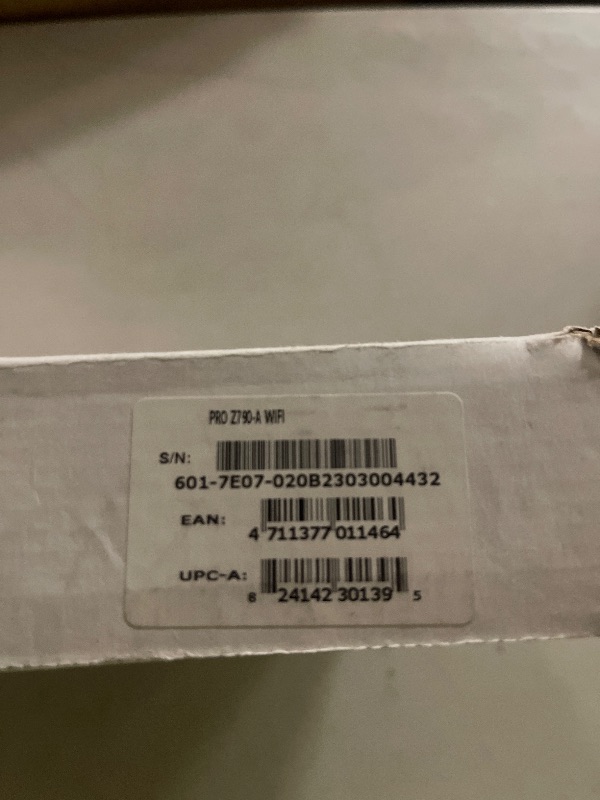 PRO Z790-A WIFI
S/N:
601-7E07-020B2303004432
EAN:
4 711377 011464
UPC-A:
8 24142 30139 5